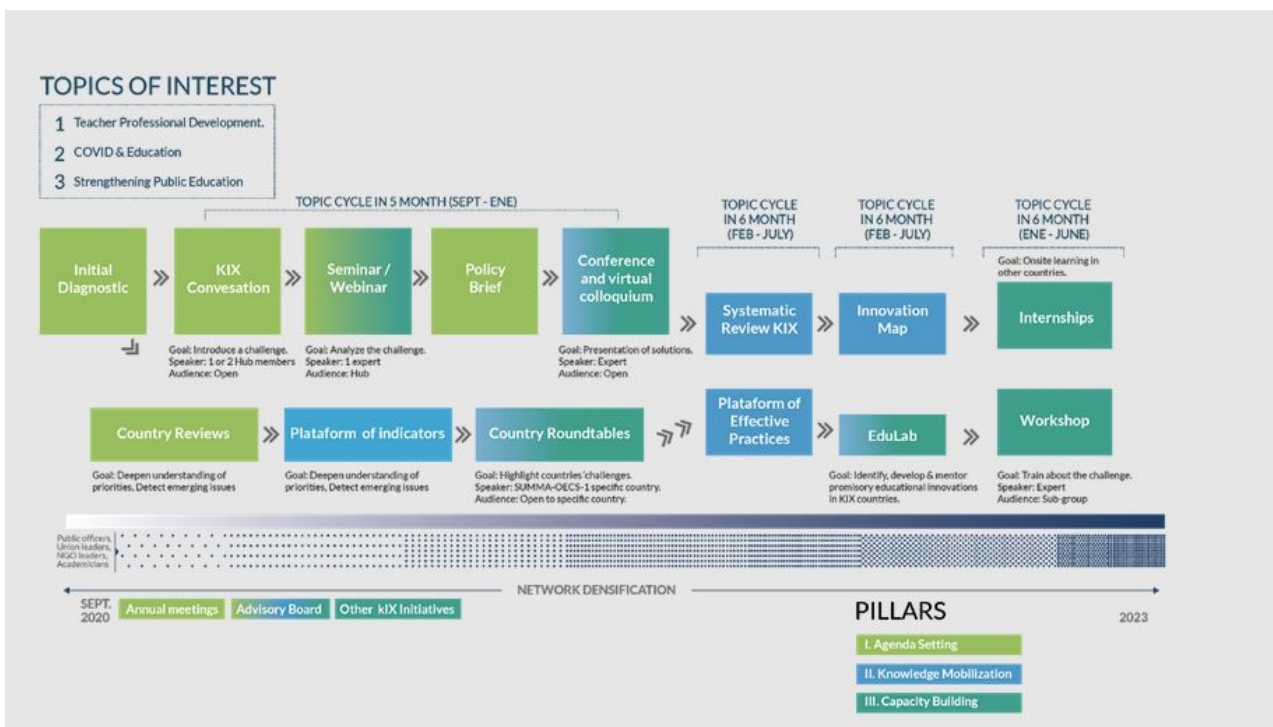 TOPICS OF INTEREST
1 Teacher Professional Development.
2 COVID & Education
3 Strengthening Public Education
TOPIC CYCLE IN 5 MONTH (SEPT - ENE)
TOPIC CYCLE
IN 6 MONTH
(FEB - JULY)
TOPIC CYCLE
IN 6 MONTH
(FEB - JULY)
TOPIC CYCLE
IN 6 MONTH
(ENE - JUNE)
Initial
Diagnostic
KIX
Convesation
Goal: Introduce a challenge.
Speaker: 1 or 2 Hub members
Audience: Open
Seminar /
Webinar
Goal: Analyze the challenge.
Speaker: 1 expert
Audience: Hub
Policy
Brief
Conference
and virtual
colloquium
Goal: Presentation of solutions.
Speaker: Expert
Audience: Open
Systematic
Review KIX
Innovation
Map
Goal: Onsite learning in
other countries.
Internships
Country Reviews
Goal: Deepen understanding of
priorities, Detect emerging issues
Plataform of indicators
Goal: Deepen understanding of
priorities, Detect emerging issues
Country Roundtables
Goal: Highlight countries´challenges.
Speaker: SUMMA-OECS-1 specific country.
Audience: Open to specific country.
Plataform of
Effective
Practices
EduLab
Goal: Identify, develop & mentor
promisory educational innovations
in KIX countries.
Workshop
Goal: Train about the challenge.
Speaker: Expert
Audience: Sub-group
Public officers,
Union leaders,
NGO leaders,
Academicians
NETWORK DENSIFICATION
SEPT.
2020
Annual meetings
Advisory Board
Other kIX Initiatives
2023
PILLARS
I. Agenda Setting
II. Knowledge Mobilization
III. Capacity Building